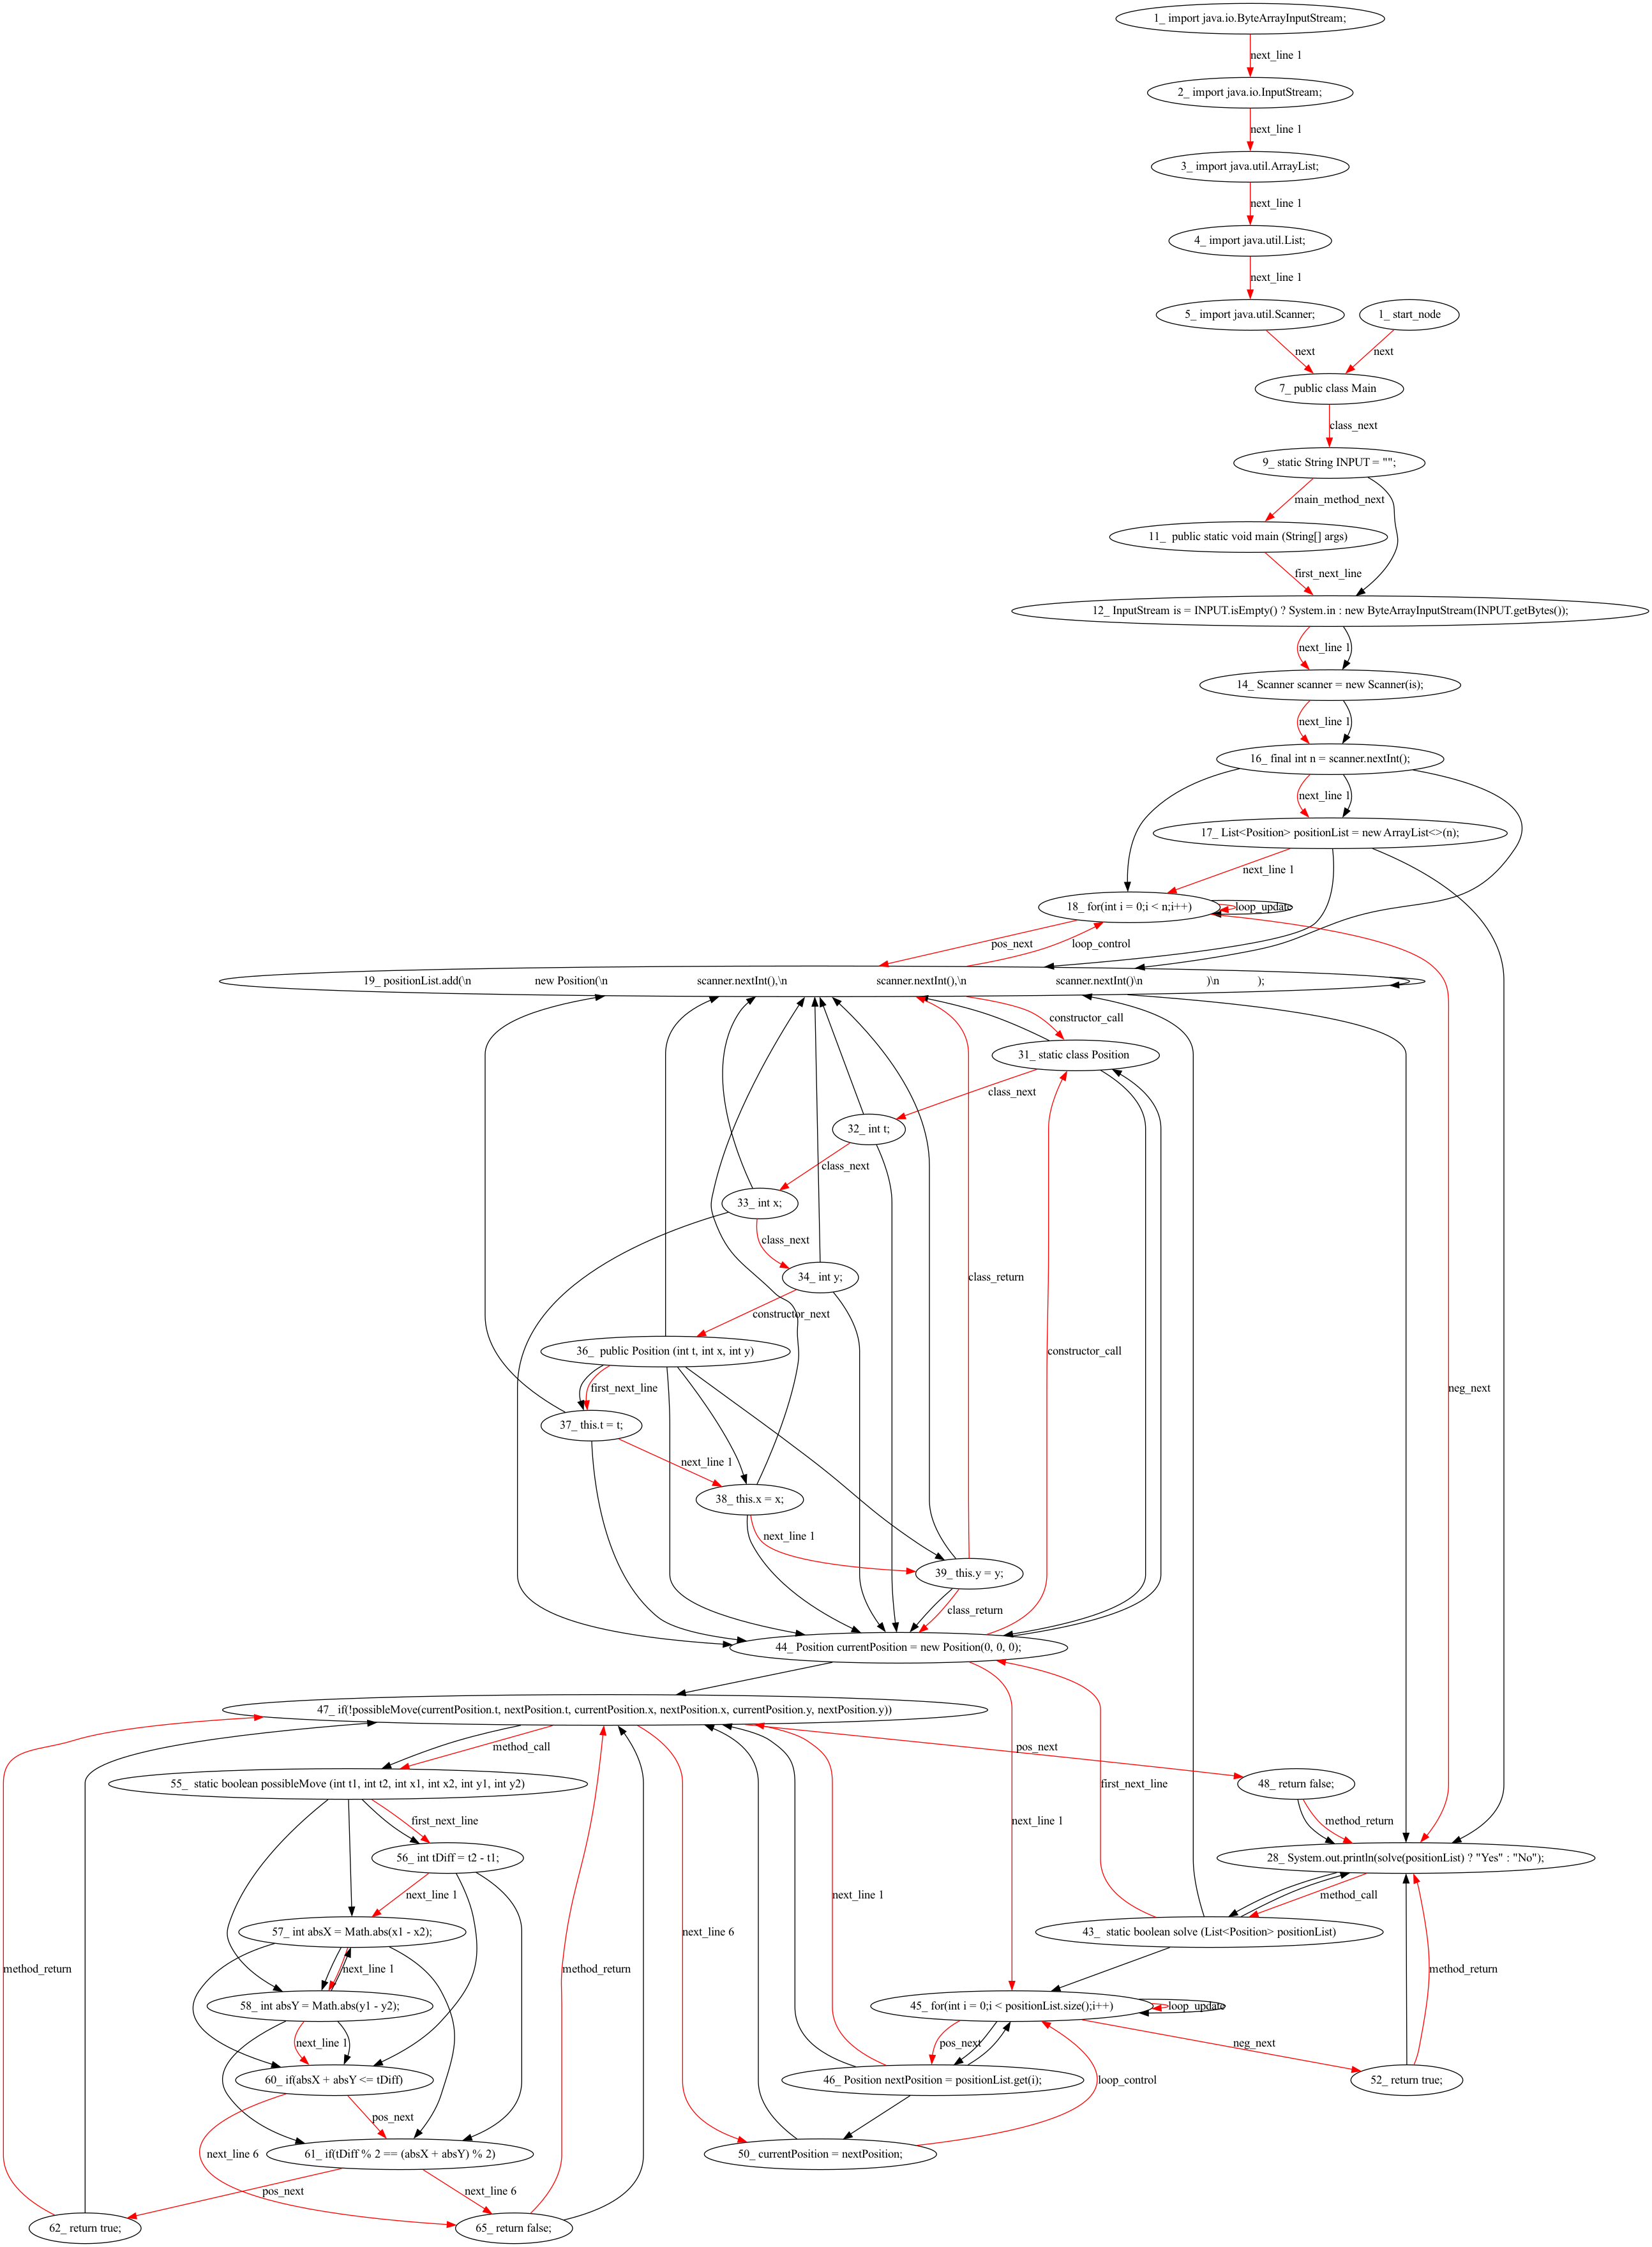 1_ import java.io.ByteArrayInputStream;
next_line 1
2_ import java.io.InputStream;
next_line 1
3_ import java.util.ArrayList;
next_line 1
4_ import java.util.List;
next_line 1
5_ import java.util.Scanner;
1_ start_node
next
next
7_ public class Main
class_next
9_ static String INPUT = "";
main_method_next
11_  public static void main (String[] args)
first_next_line
12_ InputStream is = INPUT.isEmpty() ? System.in : new ByteArrayInputStream(INPUT.getBytes());
next_line 1
14_ Scanner scanner = new Scanner(is);
next_line 1
16_ final int n = scanner.nextInt();
next_line 1
17_ List<Position> positionList = new ArrayList<>(n);
next_line 1
18_ for(int i = 0;i < n;i++)
loop_update
pos_next
loop_control
19_ positionList.add(\n new Position(\n scanner.nextInt(),\n scanner.nextInt(),\n scanner.nextInt()\n )\n );
constructor_call
31_ static class Position
class_next
32_ int t;
class_next
33_ int x;
class_next
34_ int y;
class_return
constructor_next
36_  public Position (int t, int x, int y)
constructor_call
first_next_line
neg_next
37_ this.t = t;
next_line 1
38_ this.x = x;
next_line 1
39_ this.y = y;
class_return
44_ Position currentPosition = new Position(0, 0, 0);
47_ if(!possibleMove(currentPosition.t, nextPosition.t, currentPosition.x, nextPosition.x, currentPosition.y, nextPosition.y))
method_call
pos_next
55_  static boolean possibleMove (int t1, int t2, int x1, int x2, int y1, int y2)
first_next_line
48_ return false;
first_next_line
next_line 1
method_return
56_ int tDiff = t2 - t1;
28_ System.out.println(solve(positionList) ? "Yes" : "No");
next_line 1
method_call
57_ int absX = Math.abs(x1 - x2);
next_line 6
43_  static boolean solve (List<Position> positionList)
method_return
next_line 1
method_return
next_line 1
method_return
58_ int absY = Math.abs(y1 - y2);
45_ for(int i = 0;i < positionList.size();i++)
loop_update
next_line 1
pos_next
neg_next
60_ if(absX + absY <= tDiff)
46_ Position nextPosition = positionList.get(i);
52_ return true;
pos_next
loop_control
next_line 6
61_ if(tDiff % 2 == (absX + absY) % 2)
50_ currentPosition = nextPosition;
pos_next
next_line 6
62_ return true;
65_ return false;